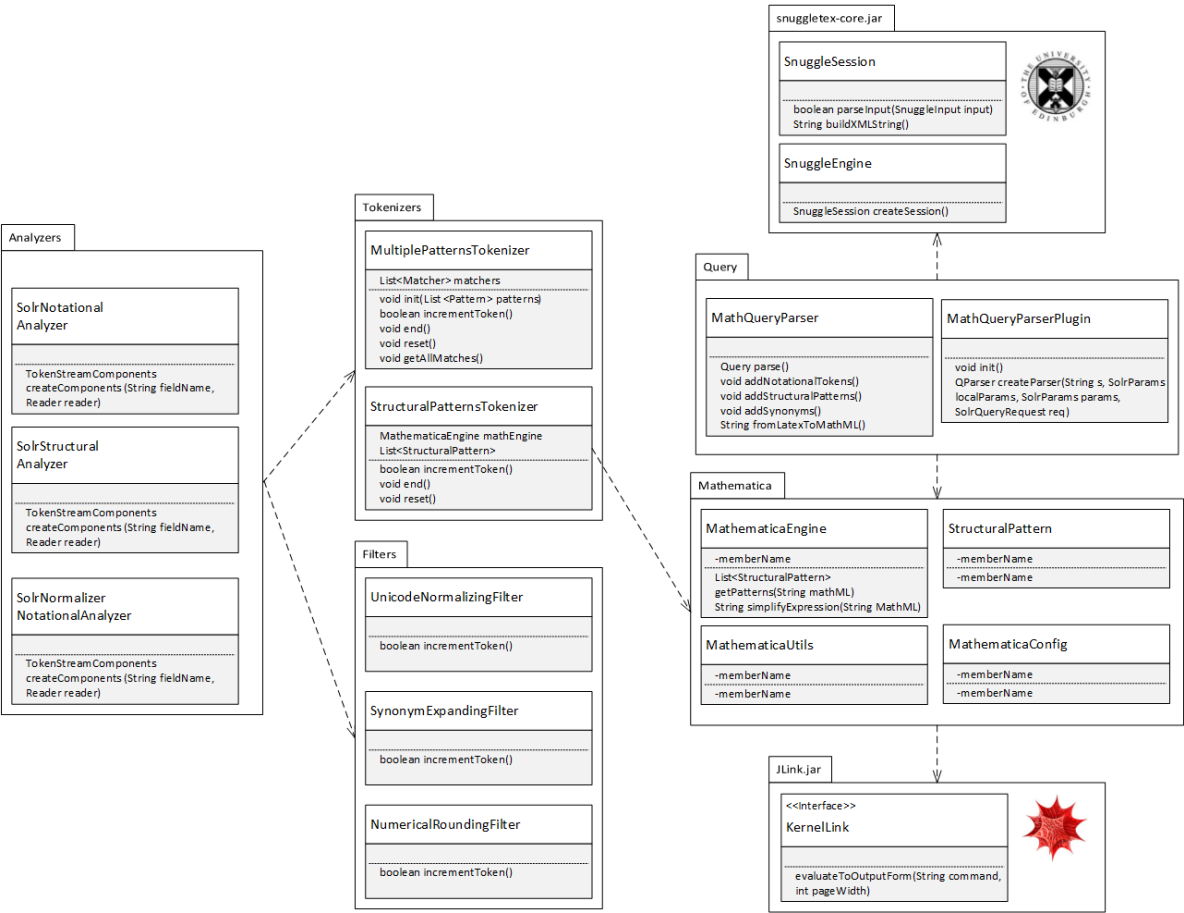 snuggletex-core.jar
SnuggleSession
boolean parseInput(SnuggleInput input)
String buildXMLString()
THE UNIVERSITY OF EDINBURGH
SnuggleEngine
SnuggleSession createSession()
Analyzers
SolrNotational
Analyzer
TokenStreamComponents
createComponents (String fieldName,
Reader reader)
SolrStructural
Analyzer
TokenStreamComponents
createComponents (String fieldName,
Reader reader)
SolrNormalizer
NotationalAnalyzer
TokenStreamComponents
createComponents (String fieldName,
Reader reader)
Tokenizers
MultiplePatternsTokenizer
List<Matcher> matchers
void init(List <Pattern> patterns)
boolean incrementToken()
void end()
void reset()
void getAllMatches()
StructuralPatternsTokenizer
MathematicaEngine mathEngine
List<StructuralPattern>
boolean incrementToken()
void end()
void reset()
Filters
UnicodeNormalizingFilter
boolean incrementToken()
SynonymExpandingFilter
boolean incrementToken()
NumericalRoundingFilter
boolean incrementToken()
Query
MathQueryParser
Query parse()
void addNotationalTokens()
void addStructuralPatterns()
void addSynonyms()
String fromLatexToMathML()
MathQueryParserPlugin
void init()
QParser createParser(String s, SolrParams
localParams, SolrParams params,
SolrQueryRequest req)
Mathematica
MathematicaEngine
-memberName
List<StructuralPattern>
getPatterns(String mathML)
String simplifyExpression(String MathML)
StructuralPattern
-memberName
-memberName
MathematicaUtils
-memberName
-memberName
MathematicaConfig
-memberName
-memberName
JLink.jar
<<Interface>>
KernelLink
evaluateToOutputForm(String command,
int pageWidth)